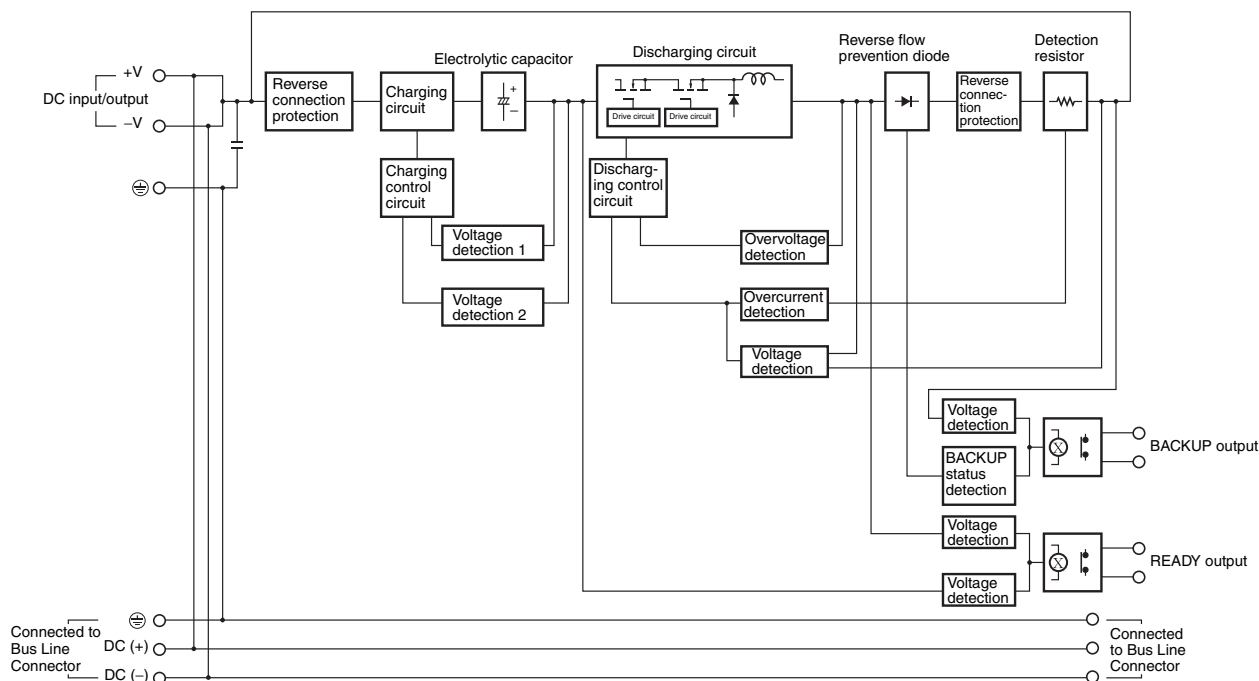 Electrolytic capacitor
Discharging circuit
Reverse flow
prevention diode
Detection
resistor
+V
DC input/output
−V
Reverse
connection
protection
Charging
circuit
+
−
Drive circuit
Drive circuit
Reverse
connec-
tion
protection
Charging
control
circuit
Discharg-
ing control
circuit
Voltage
detection 1
Overvoltage
detection
Voltage
detection 2
Overcurrent
detection
Voltage
detection
Voltage
detection
X
BACKUP output
BACKUP
status
detection
Voltage
detection
X
READY output
Voltage
detection
Connected to
Bus Line
Connector
DC (+)
DC (−)
Connected
to Bus Line
Connector